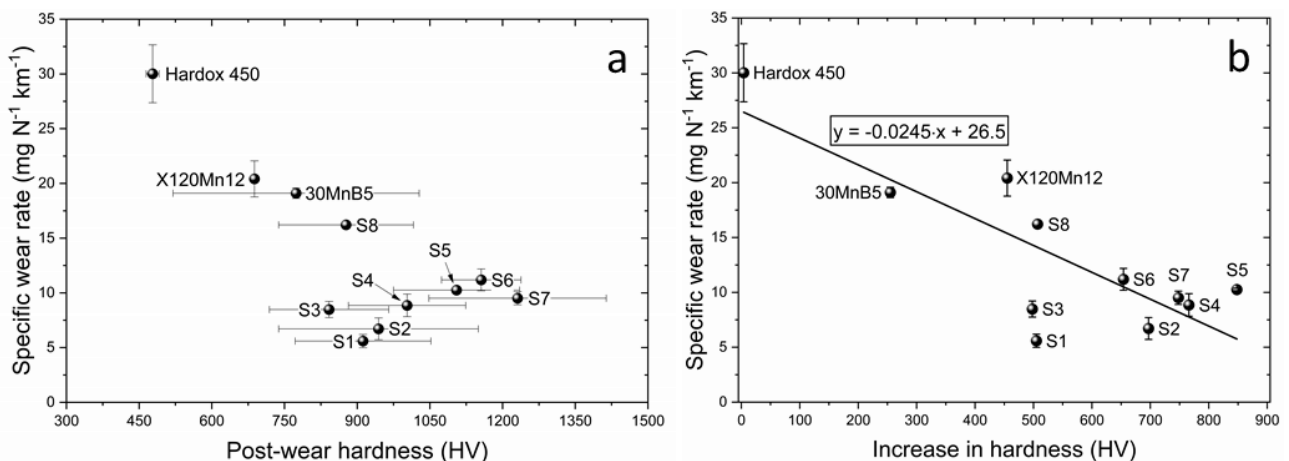 a
Specific wear rate (mg N⁻¹ km⁻¹)
35
30
25
20
15
10
5
0
Hardox 450
X120Mn12
30MnB5
S8
S5
S4
S6
S7
S3
S2
S1
300
450
600
750
900
1050
1200
1350
1500
Post-wear hardness (HV)
b
Specific wear rate (mg N⁻¹ km⁻¹)
35
30
25
20
15
10
5
0
Hardox 450
y = -0.0245·x + 26.5
X120Mn12
30MnB5
S8
S6
S7
S5
S4
S3
S2
S1
0
100
200
300
400
500
600
700
800
900
Increase in hardness (HV)